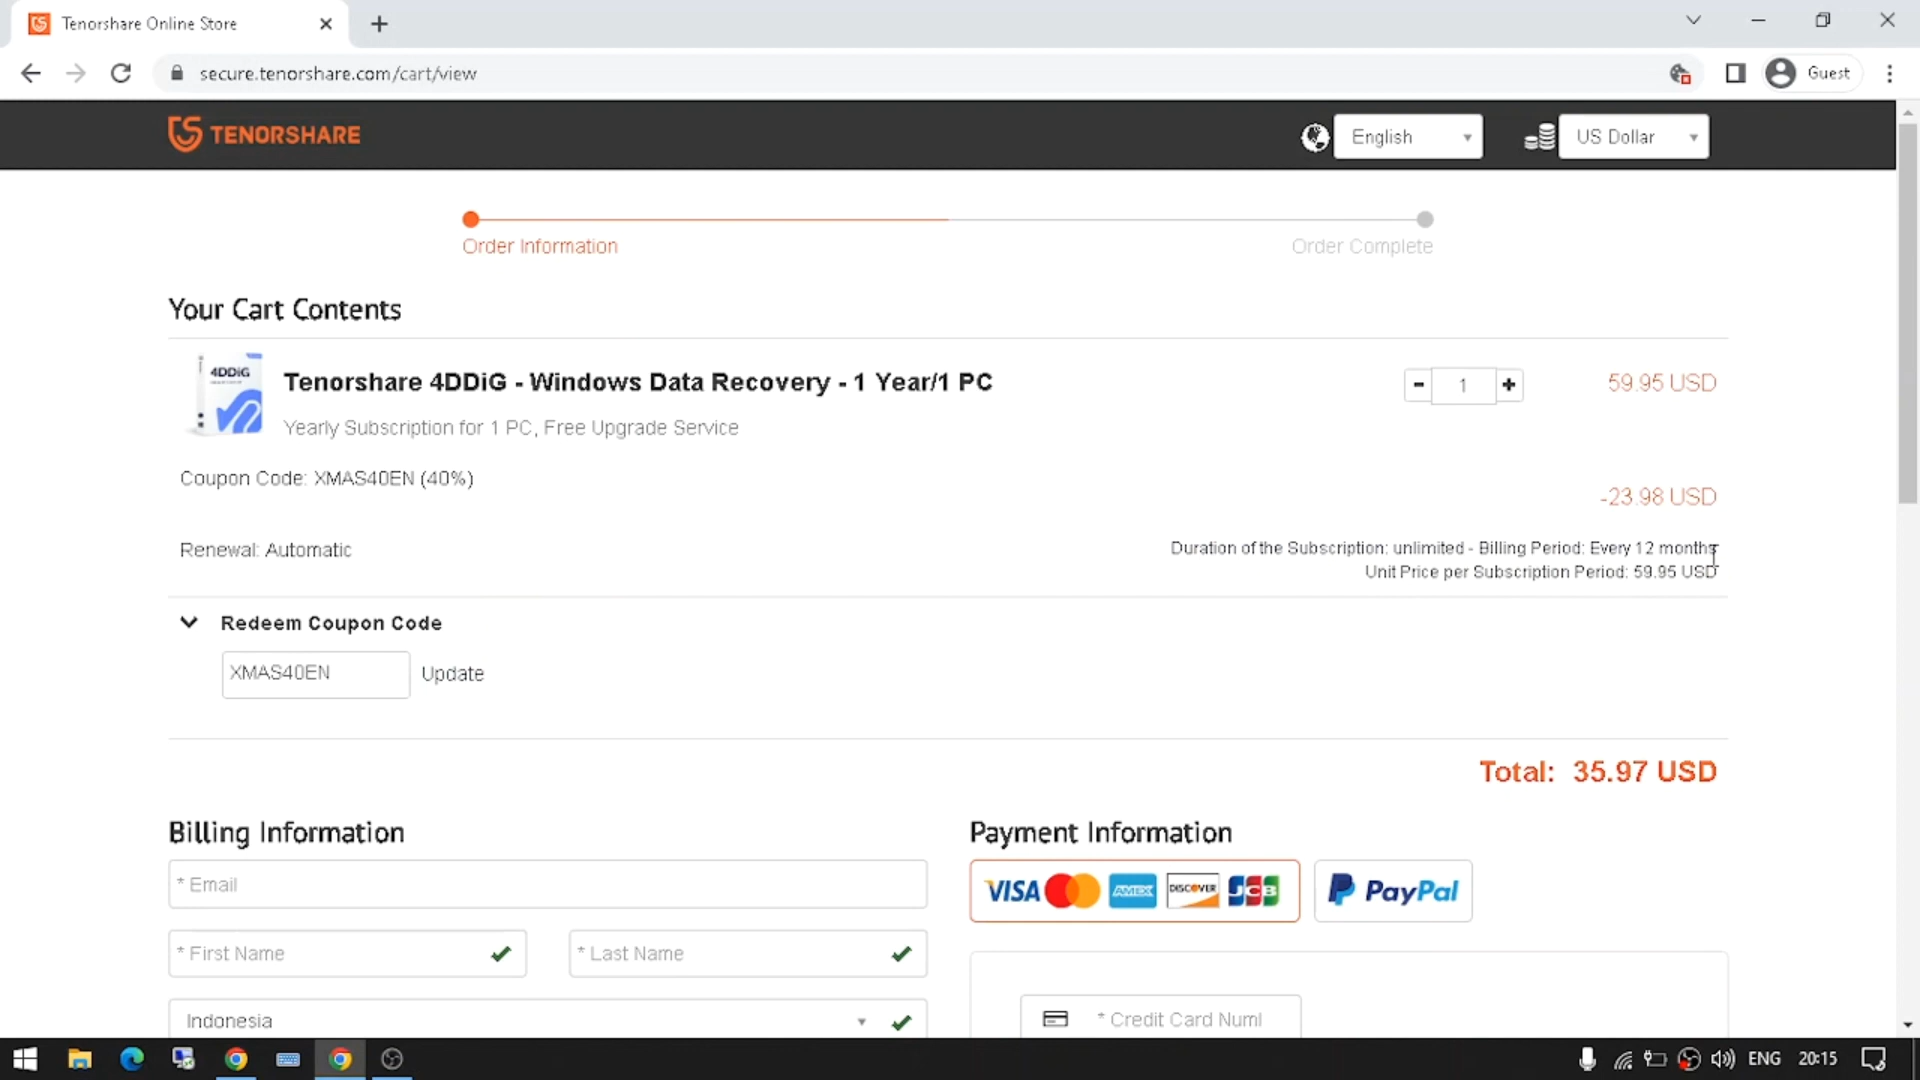 Tenorshare Online Store
secure.tenorshare.com/cart/view
Guest
TENORSHARE
English
US Dollar
Order Information
Order Complete
Your Cart Contents
4DDiG
Tenorshare 4DDiG - Windows Data Recovery - 1 Year/1 PC
- 1 +
59.95 USD
Yearly Subscription for 1 PC, Free Upgrade Service
Coupon Code: XMAS40EN (40%)
-23.98 USD
Renewal: Automatic
Duration of the Subscription: unlimited - Billing Period: Every 12 months
Unit Price per Subscription Period: 59.95 USD
Redeem Coupon Code
XMAS40EN
Update
Total: 35.97 USD
Billing Information
Payment Information
* Email
VISA
AMEX
DISCOVER
JCB
PayPal
* First Name
* Last Name
Indonesia
* Credit Card Numl
ENG
20:15